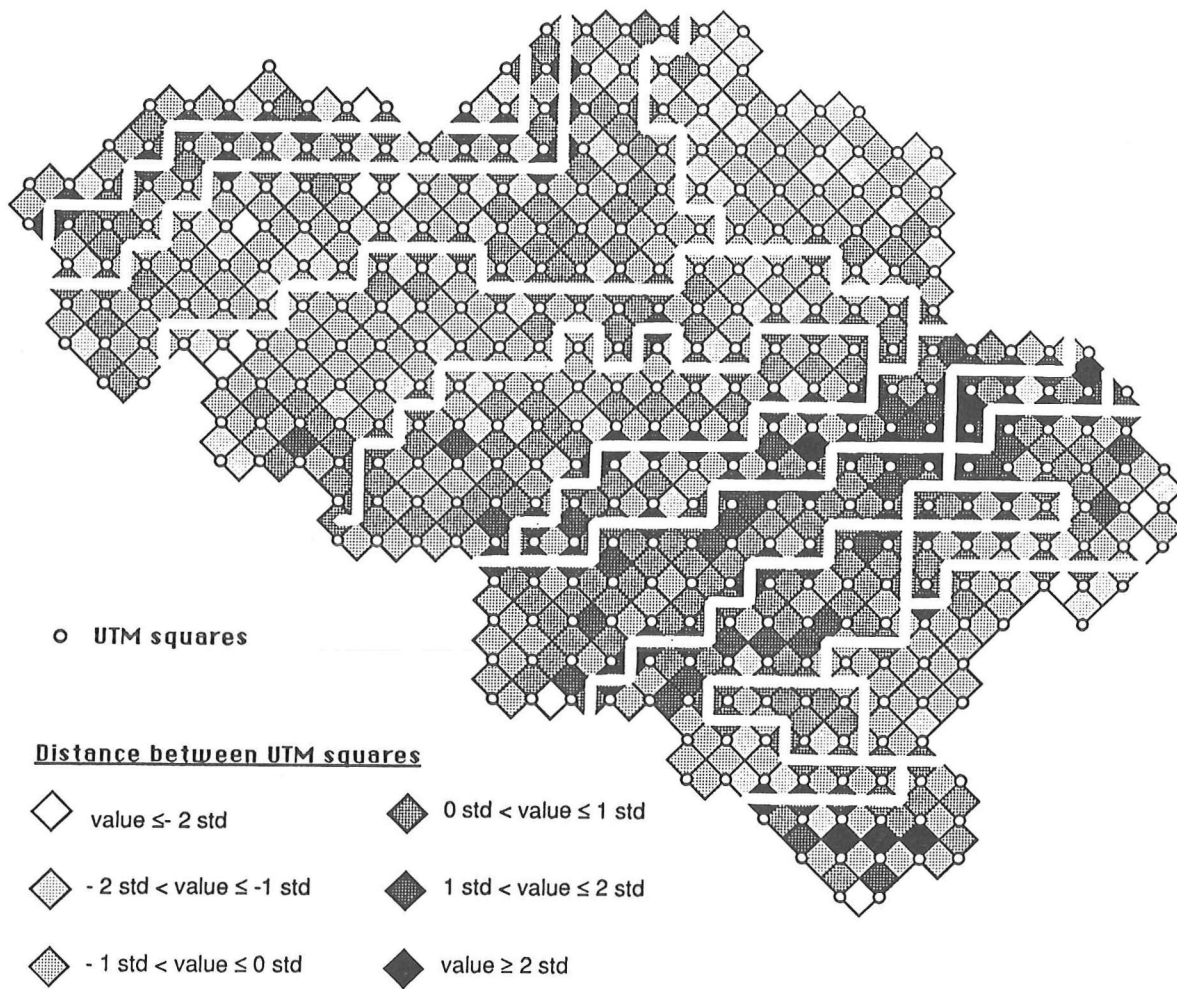 UTM squares
Distance between UTM squares
value ≤- 2 std
- 2 std < value ≤ -1 std
- 1 std < value ≤ 0 std
0 std < value ≤ 1 std
1 std < value ≤ 2 std
value ≥ 2 std